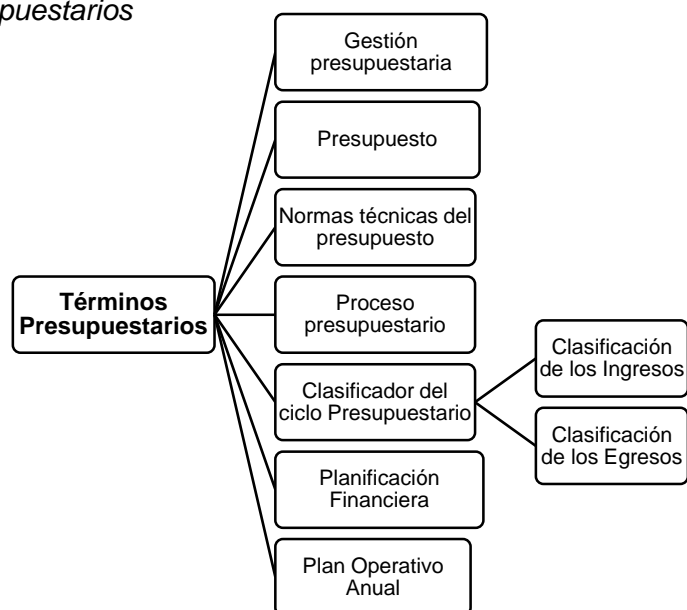 puestarios
Gestión
presupuestaria
Presupuesto
Normas técnicas del
presupuesto
Términos
Presupuestarios
Proceso
presupuestario
Clasificador del
ciclo Presupuestario
Clasificación
de los Ingresos
Clasificación
de los Egresos
Planificación
Financiera
Plan Operativo
Anual